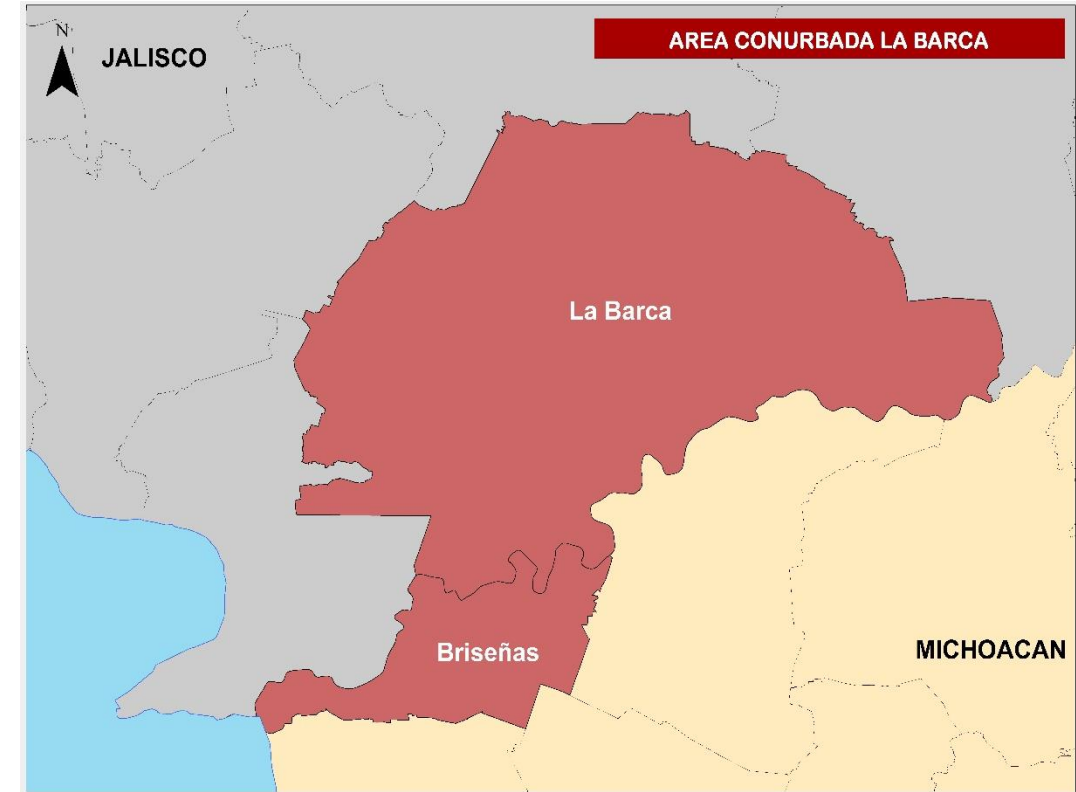 N
JALISCO
AREA CONURBADA LA BARCA
La Barca
Briseñas
MICHOACAN